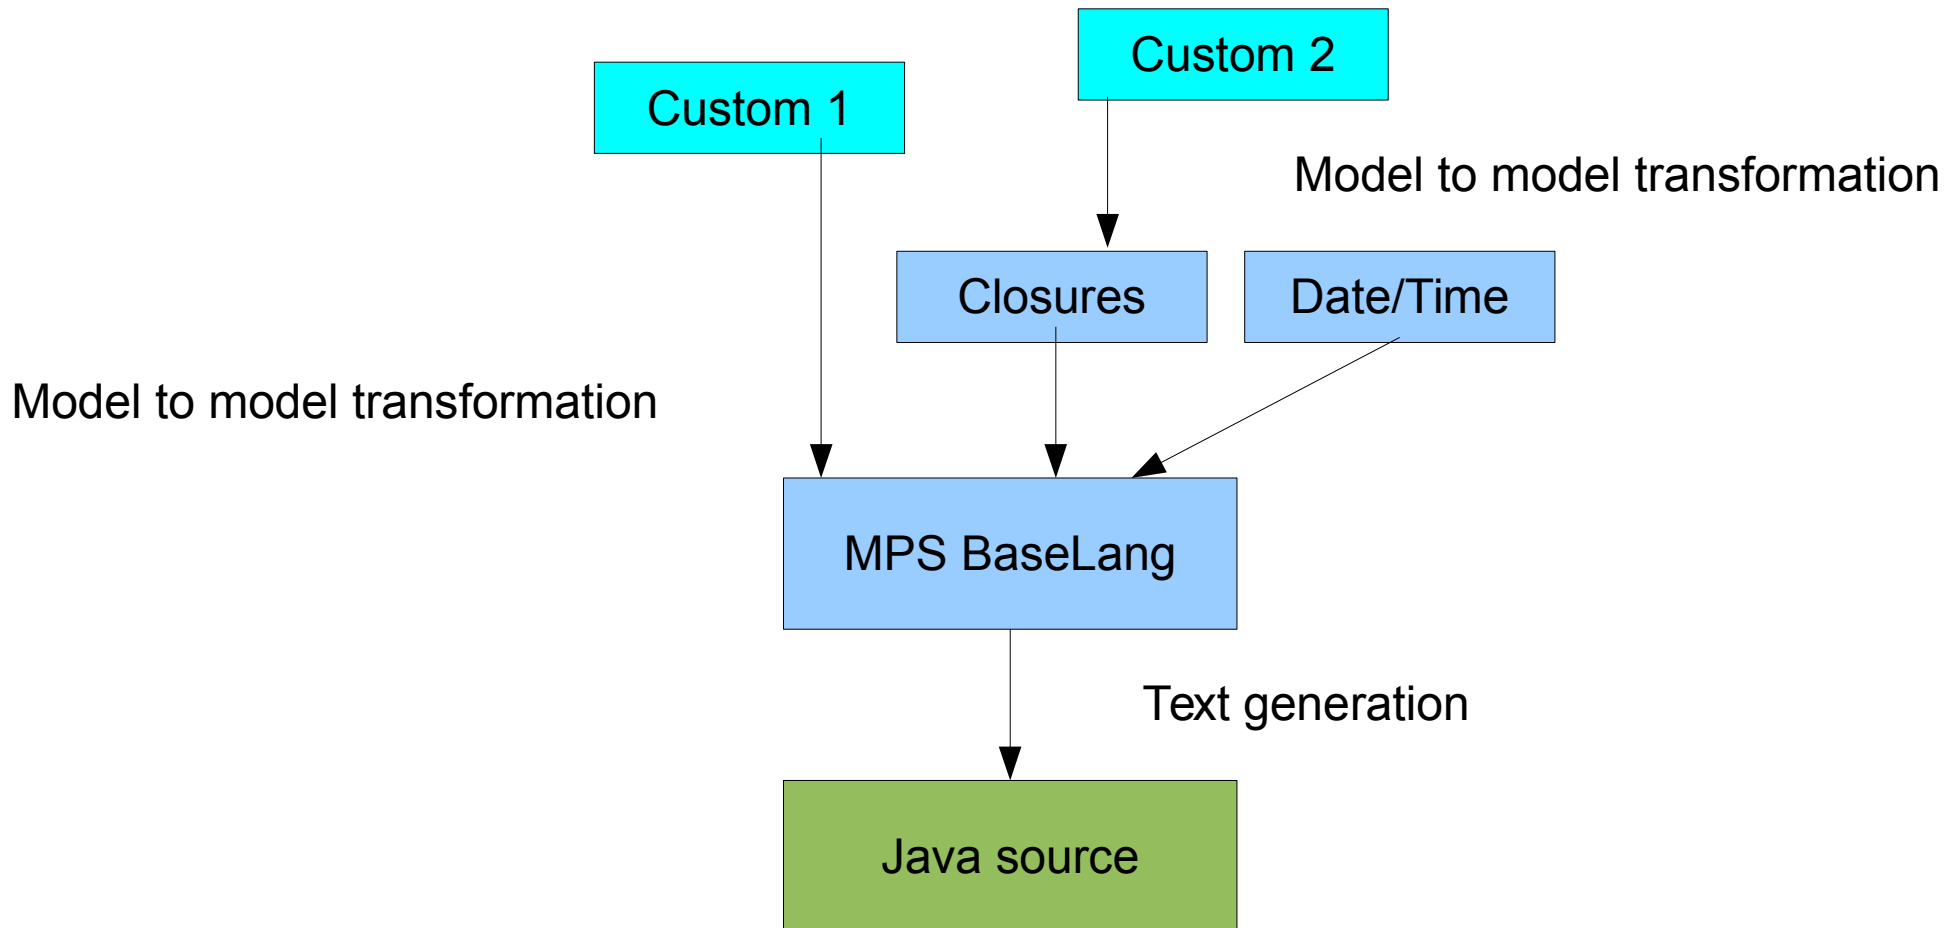 Custom 2
Custom 1
Model to model transformation
Closures
Date/Time
Model to model transformation
MPS BaseLang
Text generation
Java source